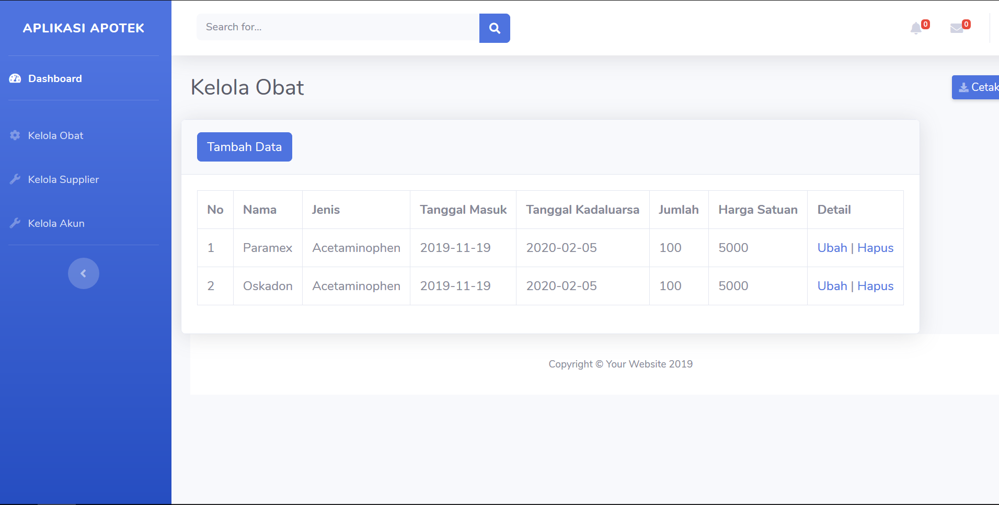 APLIKASI APOTEK
Search for...
0
0
Dashboard
Kelola Obat
Cetak
Kelola Obat
Kelola Supplier
Kelola Akun
Tambah Data
No Nama Jenis Tanggal Masuk Tanggal Kadaluarsa Jumlah Harga Satuan Detail
1 Paramex Acetaminophen 2019-11-19 2020-02-05 100 5000 Ubah | Hapus
2 Oskadon Acetaminophen 2019-11-19 2020-02-05 100 5000 Ubah | Hapus
Copyright © Your Website 2019